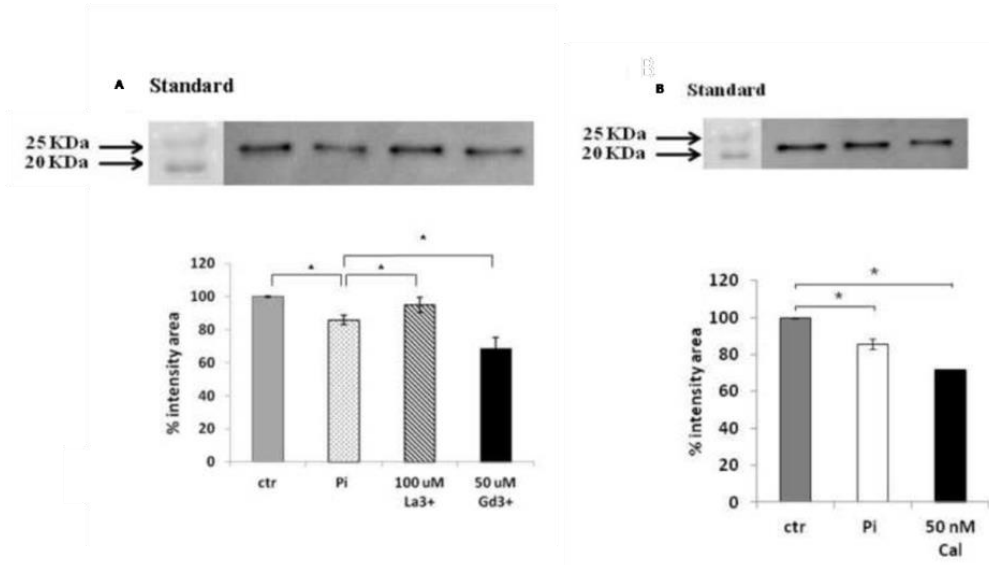 A Standard
25 KDa
20 KDa
*
* *
120
100
80
60
40
20
0
% intensity area
ctr Pi 100 uM La3+ 50 uM Gd3+
B
B Standard
25 KDa
20 KDa
*
*
120
100
80
60
40
20
0
% intensity area
ctr Pi 50 nM Cal